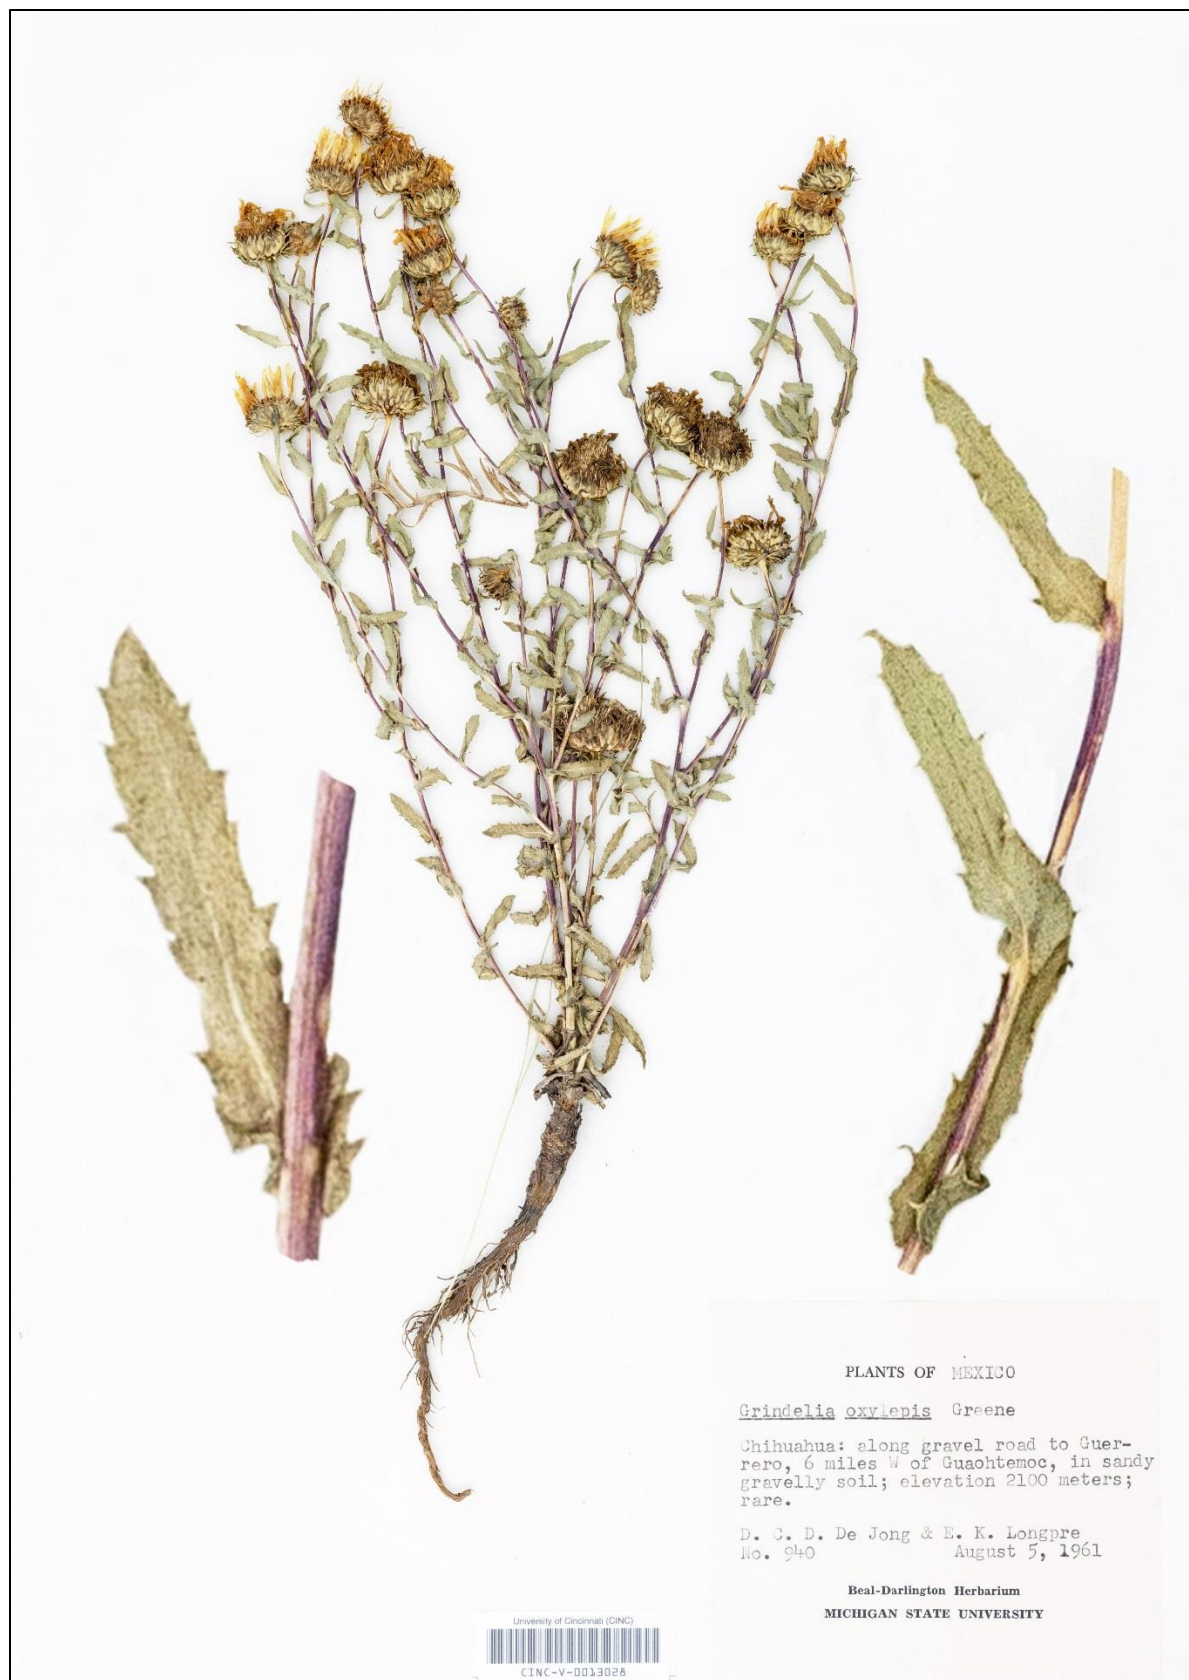 PLANTS OF MEXICO
Grindelia oxylepis Greene
Chihuahua: along gravel road to Guer-
rero, 6 miles W of Guaohtemoc, in sandy
gravelly soil; elevation 2100 meters;
rare.
D. C. D. De Jong & E. K. Longpre
No. 940 August 5, 1961
Beal-Darlington Herbarium
MICHIGAN STATE UNIVERSITY
University of Cincinnati (CINC)
CINC-V-0013028